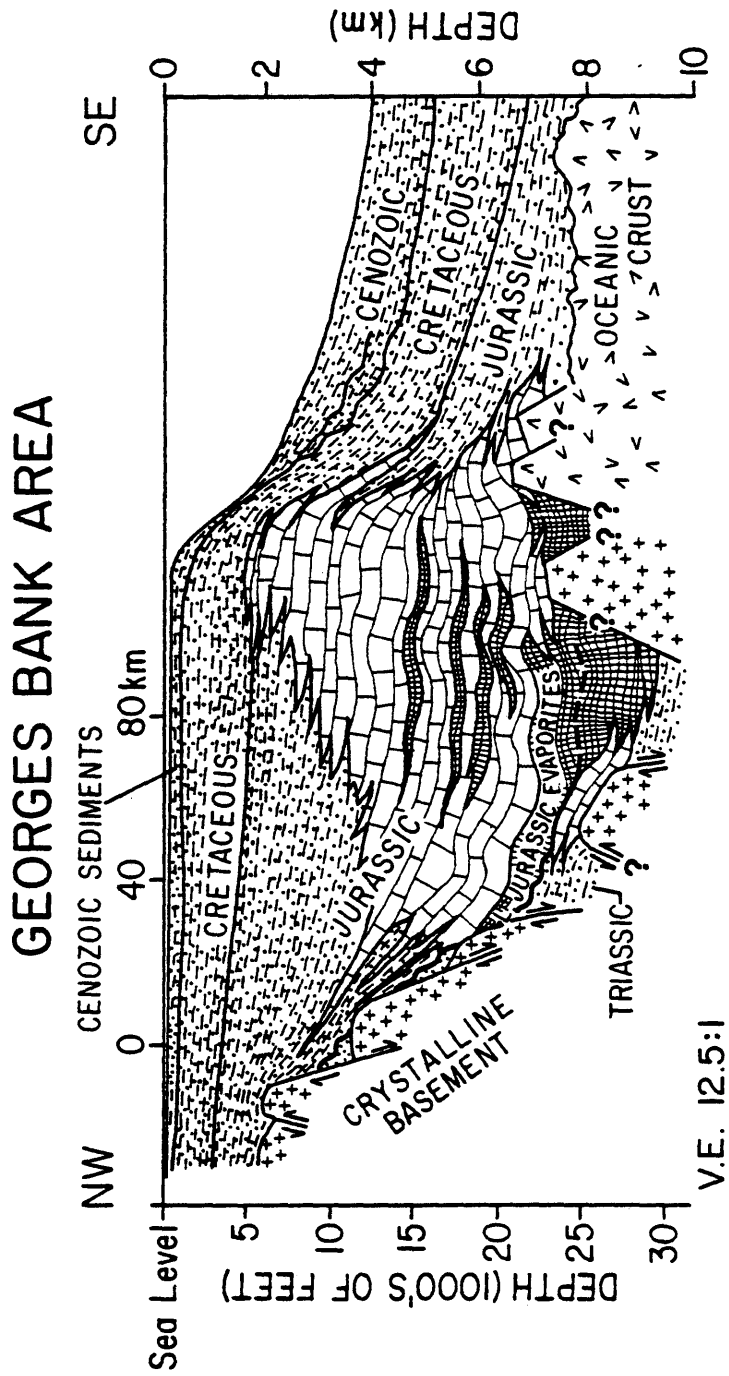 GEORGES BANK AREA
NW
SE
CENOZOIC SEDIMENTS
0
40
80 km
Sea Level
5
10
15
20
25
30
DEPTH (1000'S OF FEET)
0
2
4
6
8
10
DEPTH (km)
CRETACEOUS
JURASSIC
JURASSIC EVAPORITES
CENOZOIC
CRETACEOUS
JURASSIC
OCEANIC
CRUST
CRYSTALLINE
BASEMENT
TRIASSIC
?
?
? ?
?
V.E. 12.5:1